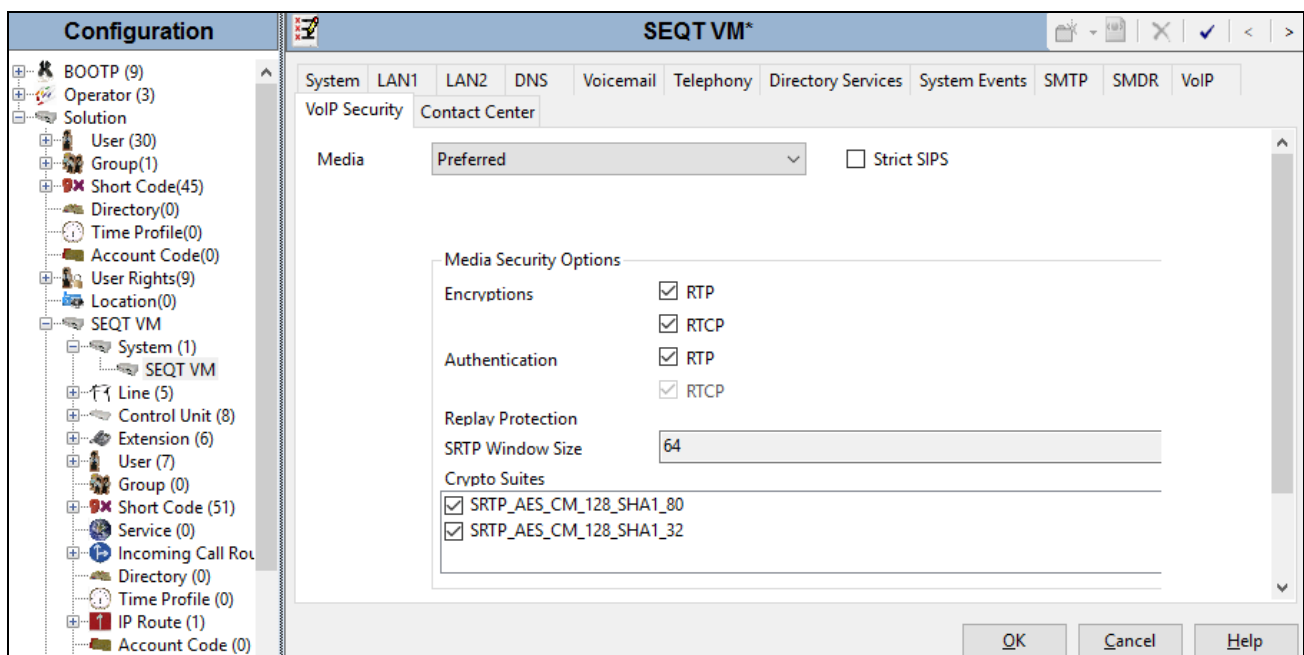 Configuration
BOOTP (9)
Operator (3)
Solution
User (30)
Group(1)
Short Code(45)
Directory(0)
Time Profile(0)
Account Code(0)
User Rights(9)
Location(0)
SEQT VM
System (1)
SEQT VM
Line (5)
Control Unit (8)
Extension (6)
User (7)
Group (0)
Short Code (51)
Service (0)
Incoming Call Rou
Directory (0)
Time Profile (0)
IP Route (1)
Account Code (0)
SEQT VM*
System LAN1 LAN2 DNS Voicemail Telephony Directory Services System Events SMTP SMDR VoIP
VoIP Security Contact Center
Media Preferred Strict SIPS
Media Security Options
Encryptions RTP
RTCP
Authentication RTP
RTCP
Replay Protection
SRTP Window Size 64
Crypto Suites
SRTP_AES_CM_128_SHA1_80
SRTP_AES_CM_128_SHA1_32
OK Cancel Help